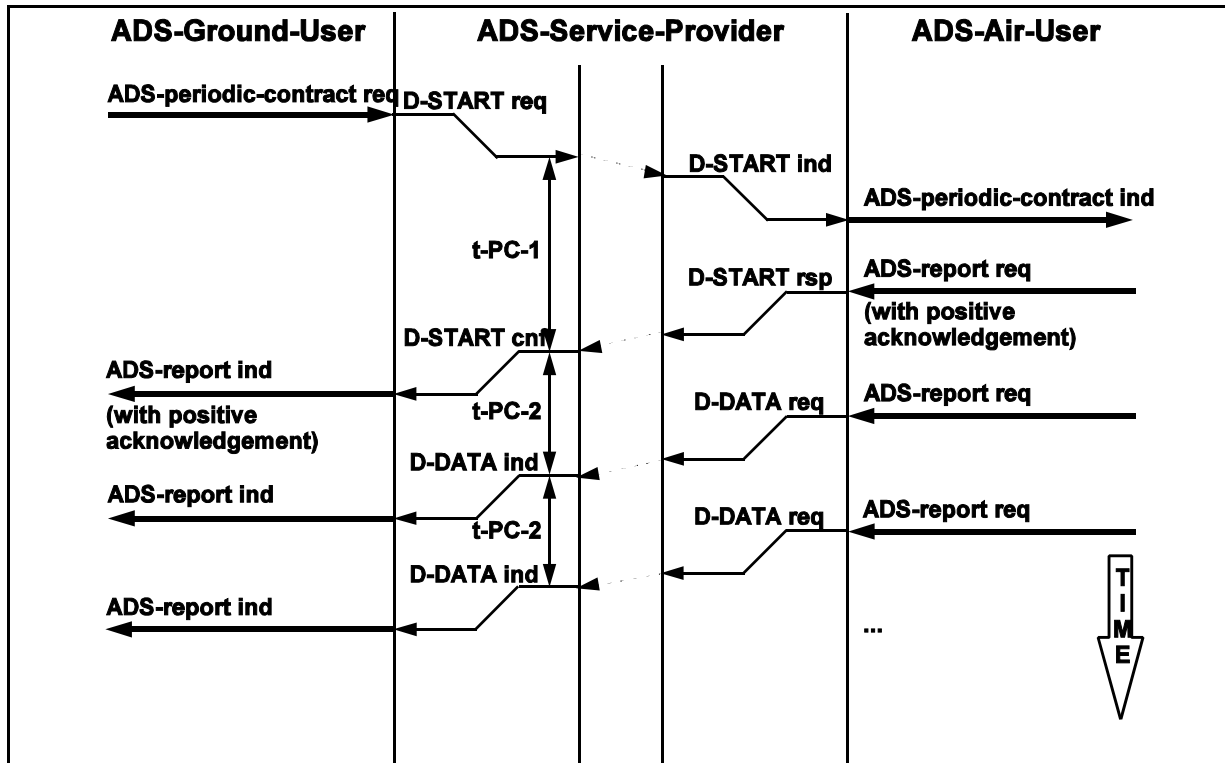 ADS-Ground-User
ADS-Service-Provider
ADS-Air-User
ADS-periodic-contract req
D-START req
D-START ind
ADS-periodic-contract ind
t-PC-1
D-START rsp
ADS-report req
(with positive
acknowledgement)
D-START cnf
ADS-report ind
(with positive
acknowledgement)
t-PC-2
D-DATA req
ADS-report req
D-DATA ind
ADS-report ind
t-PC-2
D-DATA req
ADS-report req
D-DATA ind
ADS-report ind
...
TIME